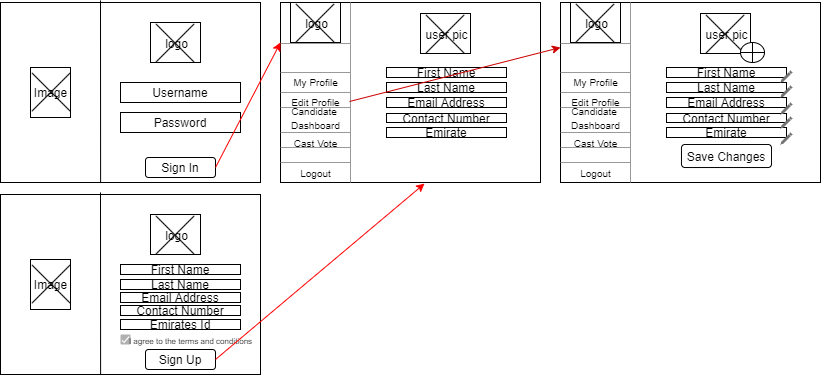 Image
logo
Username
Password
Sign In
logo
My Profile
Edit Profile
Candidate
Dashboard
Cast Vote
Logout
user pic
First Name
Last Name
Email Address
Contact Number
Emirate
logo
My Profile
Edit Profile
Candidate
Dashboard
Cast Vote
Logout
user pic
First Name
Last Name
Email Address
Contact Number
Emirate
Save Changes
Image
logo
First Name
Last Name
Email Address
Contact Number
Emirates Id
agree to the terms and conditions
Sign Up